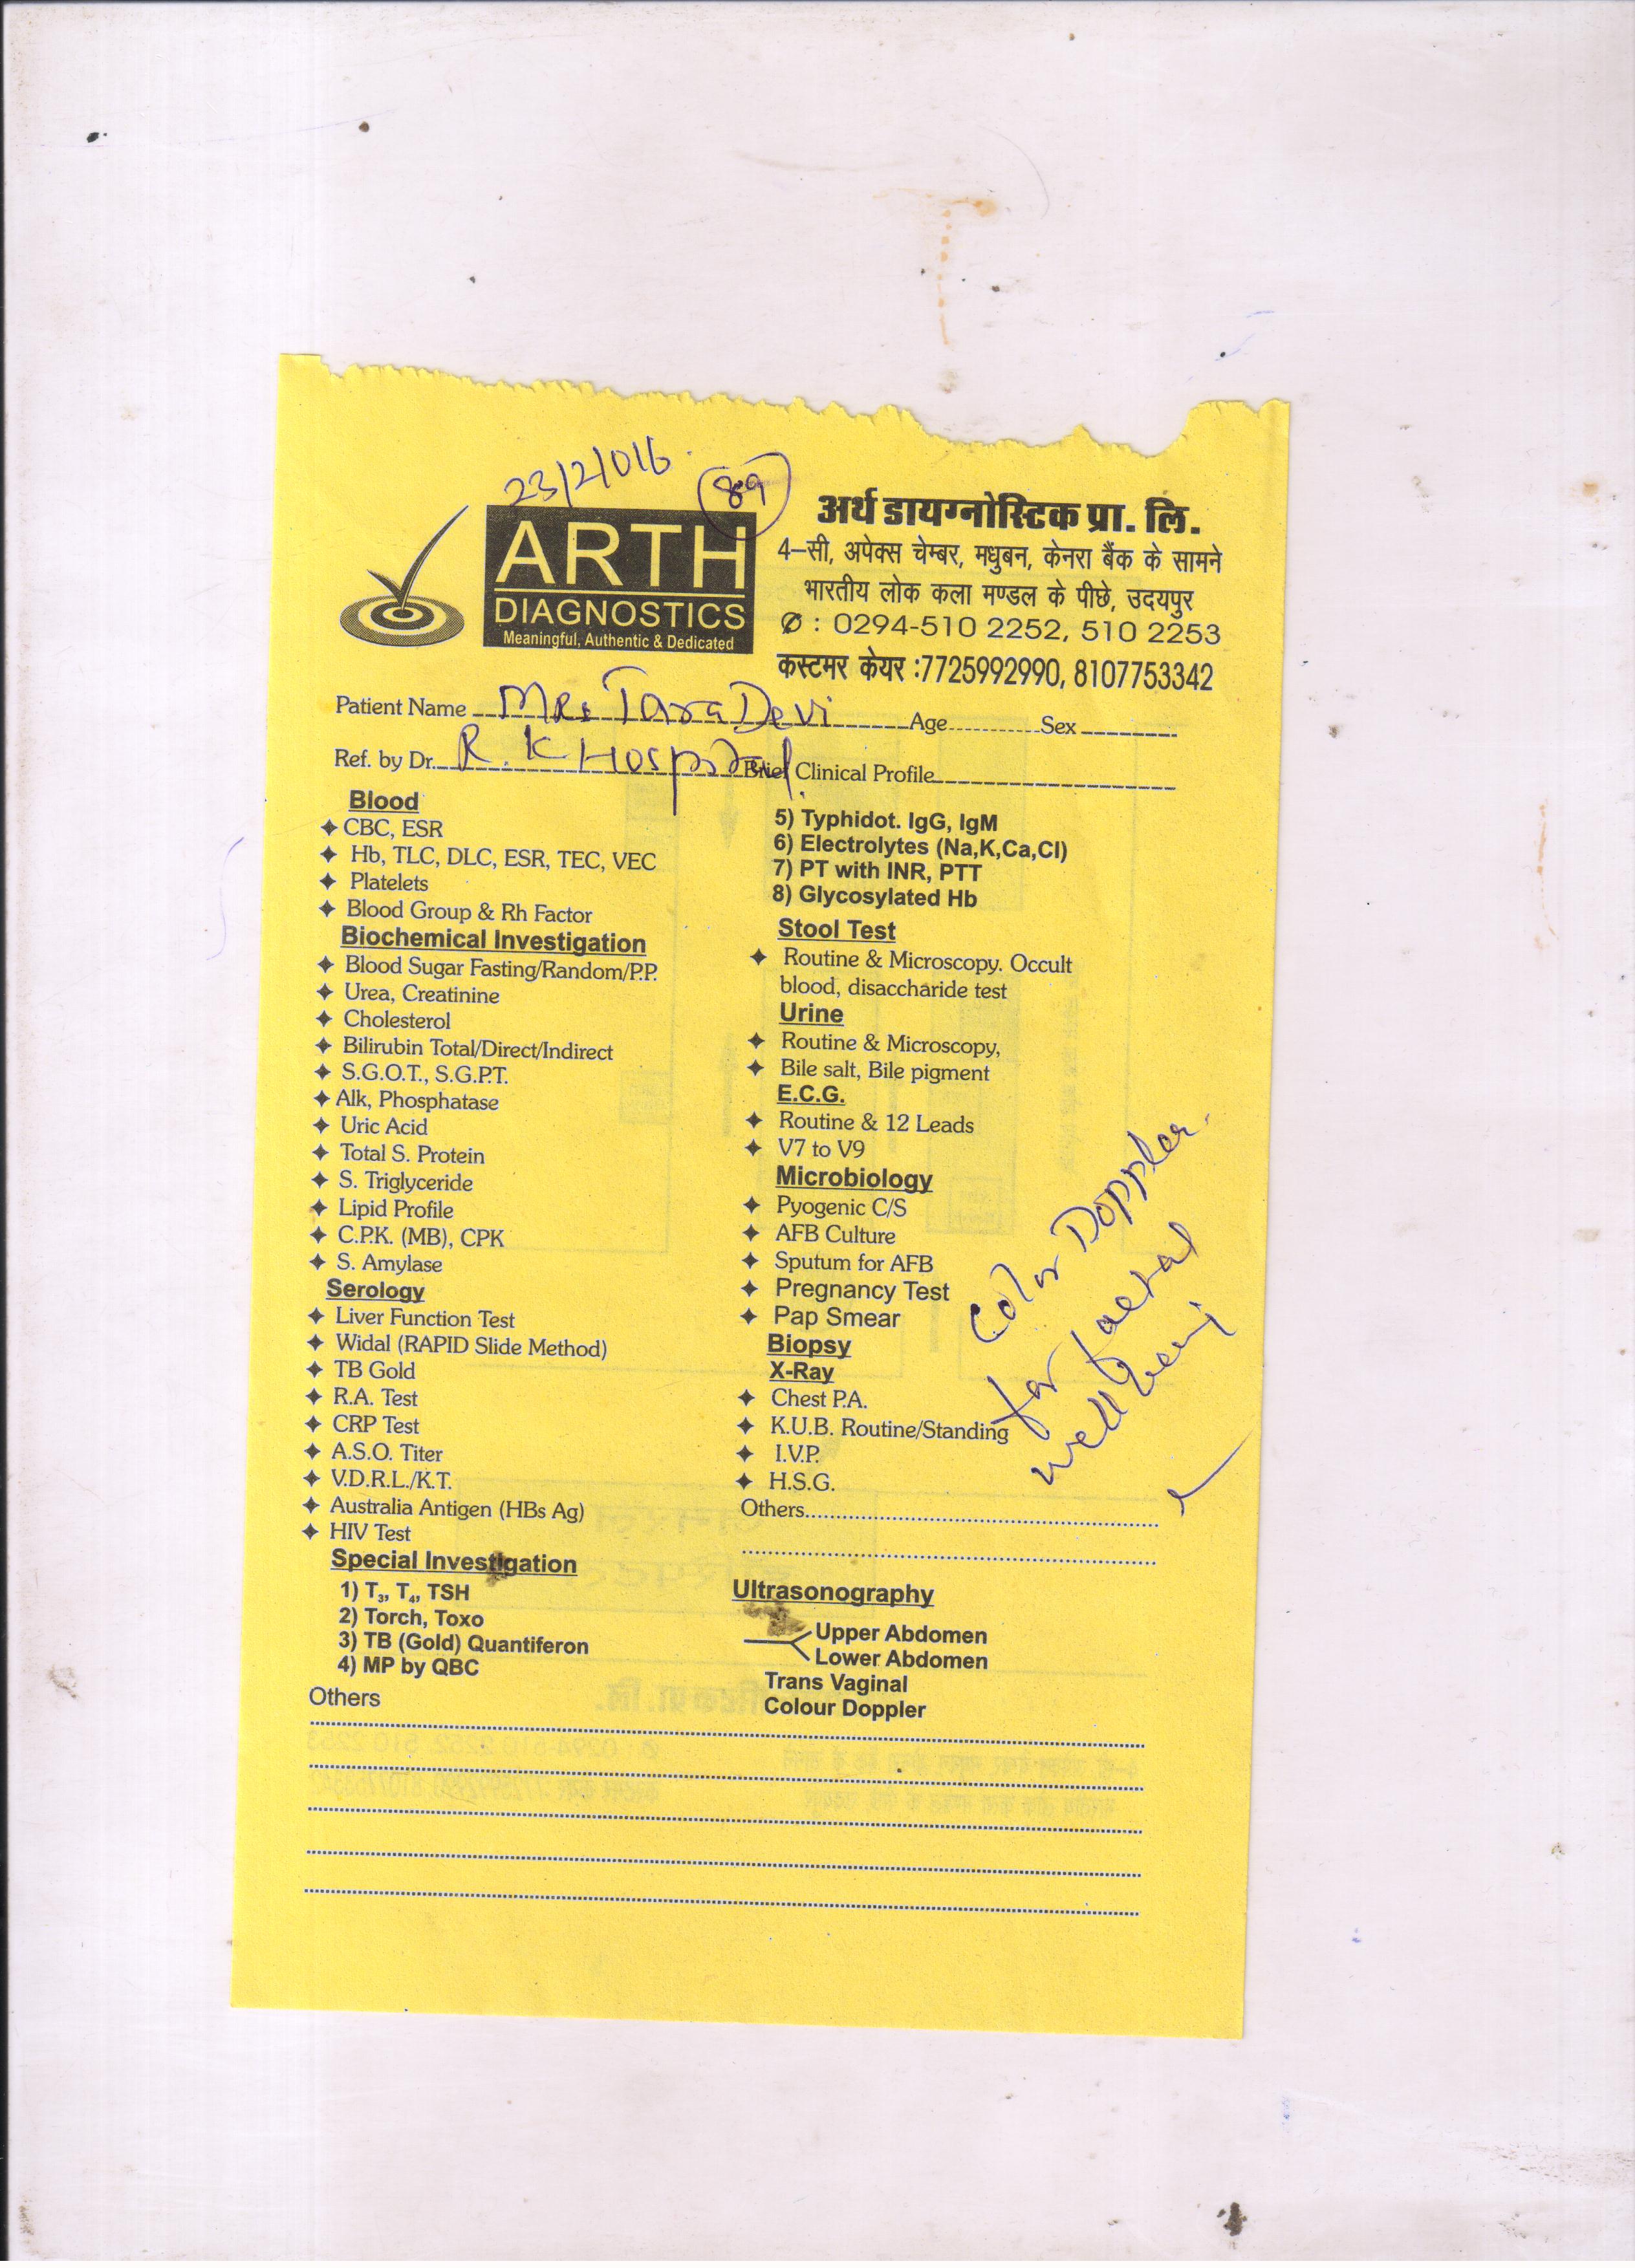 23/2/016
89
ARTH
DIAGNOSTICS
Meaningful, Authentic & Dedicated
अर्थ डायग्नोस्टिक प्रा. लि.
4–सी, अपेक्स चेम्बर, मधुबन, केनरा बैंक के सामने
भारतीय लोक कला मण्डल के पीछे, उदयपुर
✆ : 0294-510 2252, 510 2253
कस्टमर केयर :7725992990, 8107753342
Patient Name Mrs Tara Devi Age Sex
Ref. by Dr. R. K Hospital Brief Clinical Profile
Blood
✦ CBC, ESR
✦ Hb, TLC, DLC, ESR, TEC, VEC
✦ Platelets
✦ Blood Group & Rh Factor
Biochemical Investigation
✦ Blood Sugar Fasting/Random/P.P.
✦ Urea, Creatinine
✦ Cholesterol
✦ Bilirubin Total/Direct/Indirect
✦ S.G.O.T., S.G.P.T.
✦ Alk, Phosphatase
✦ Uric Acid
✦ Total S. Protein
✦ S. Triglyceride
✦ Lipid Profile
✦ C.P.K. (MB), CPK
✦ S. Amylase
Serology
✦ Liver Function Test
✦ Widal (RAPID Slide Method)
✦ TB Gold
✦ R.A. Test
✦ CRP Test
✦ A.S.O. Titer
✦ V.D.R.L./K.T.
✦ Australia Antigen (HBs Ag)
✦ HIV Test
Special Investigation
1) T3, T4, TSH
2) Torch, Toxo
3) TB (Gold) Quantiferon
4) MP by QBC
Others
5) Typhidot. IgG, IgM
6) Electrolytes (Na,K,Ca,Cl)
7) PT with INR, PTT
8) Glycosylated Hb
Stool Test
✦ Routine & Microscopy. Occult
blood, disaccharide test
Urine
✦ Routine & Microscopy,
✦ Bile salt, Bile pigment
E.C.G.
✦ Routine & 12 Leads
✦ V7 to V9
Microbiology
✦ Pyogenic C/S
✦ AFB Culture
✦ Sputum for AFB
✦ Pregnancy Test
✦ Pap Smear
Biopsy
X-Ray
✦ Chest P.A.
✦ K.U.B. Routine/Standing
✦ I.V.P.
✦ H.S.G.
Others
Color Doppler
for faetal
well being
Ultrasonography
Upper Abdomen
Lower Abdomen
Trans Vaginal
Colour Doppler